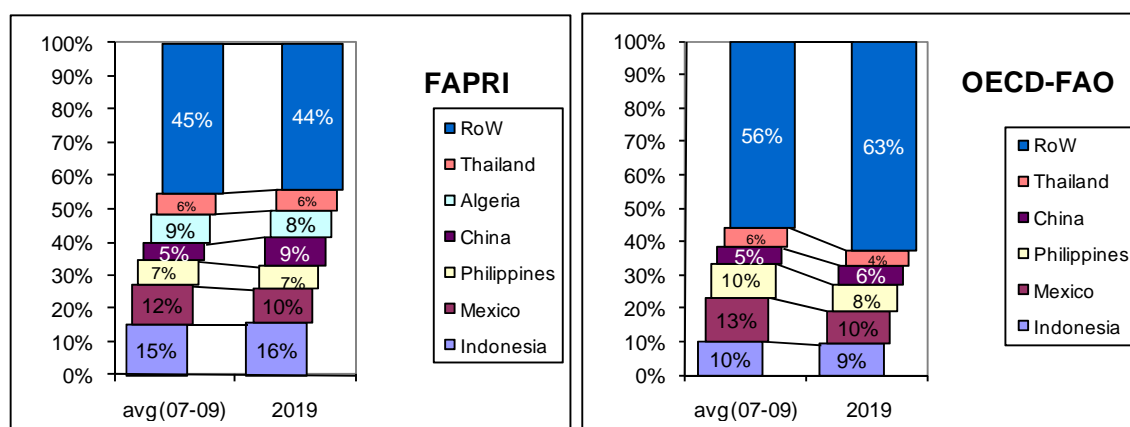 FAPRI
100%
90%
80%
70%
60%
50%
40%
30%
20%
10%
0%
45%
44%
6%
6%
9%
8%
5%
9%
7%
7%
12%
10%
15%
16%
avg(07-09)
2019
RoW
Thailand
Algeria
China
Philippines
Mexico
Indonesia
OECD-FAO
100%
90%
80%
70%
60%
50%
40%
30%
20%
10%
0%
56%
63%
6%
4%
5%
6%
10%
8%
13%
10%
10%
9%
avg(07-09)
2019
RoW
Thailand
China
Philippines
Mexico
Indonesia